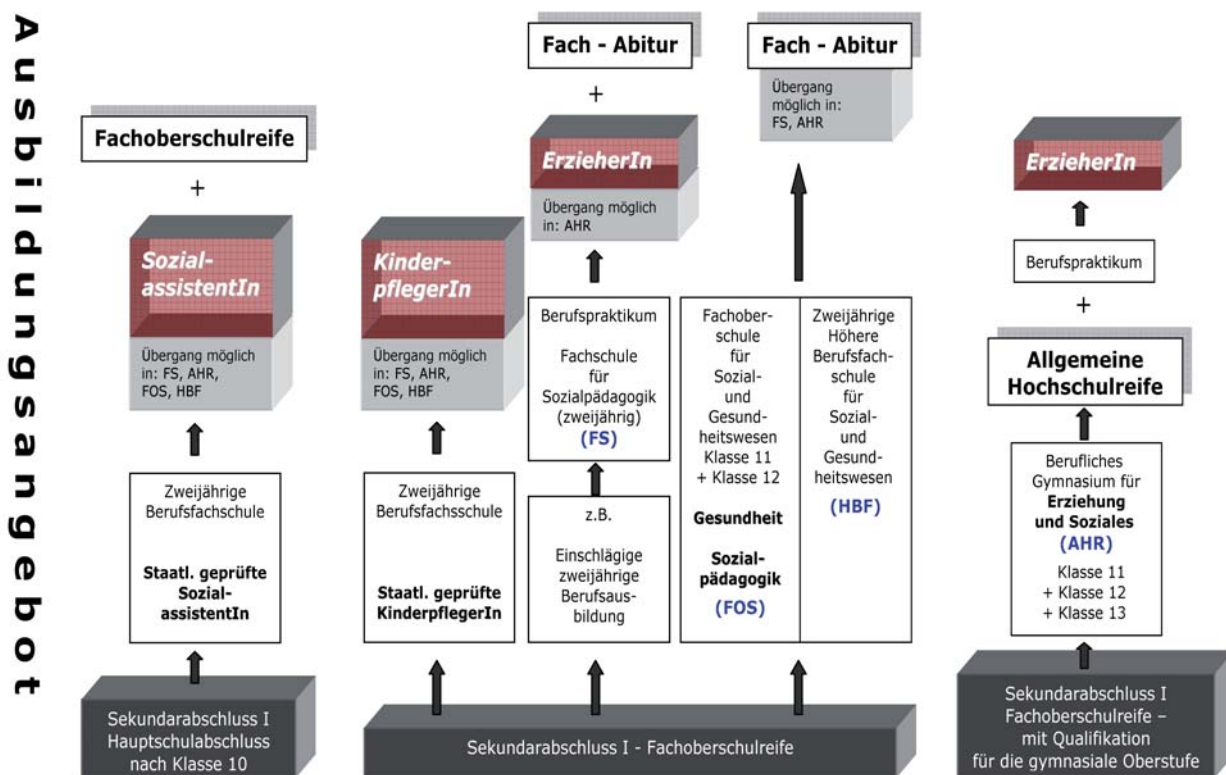 Ausbildungsangebot
Fachoberschulreife
+
Sozial-
assistentIn
Übergang möglich
in: FS, AHR,
FOS, HBF
Zweijährige
Berufsfachschule
Staatl. geprüfte
Sozial-
assistentIn
Sekundarabschluss I
Hauptschulabschluss
nach Klasse 10
Kinder-
pflegerIn
Übergang möglich
in: FS, AHR,
FOS, HBF
Zweijährige
Berufsfachsschule
Staatl. geprüfte
KinderpflegerIn
Fach - Abitur
+
ErzieherIn
Übergang möglich
in: AHR
Berufspraktikum
Fachschule
für
Sozialpädagogik
(zweijährig)
(FS)
z.B.
Einschlägige
zweijährige
Berufsaus-
bildung
Fach - Abitur
Übergang
möglich in:
FS, AHR
Fachober-
schule
für
Sozial-
und
Gesund-
heitswesen
Klasse 11
+ Klasse 12
Gesundheit
Sozial-
pädagogik
(FOS)
Zweijährige
Höhere
Berufsfach-
schule
für
Sozial-
und
Gesund-
heitswesen
(HBF)
Sekundarabschluss I - Fachoberschulreife
ErzieherIn
Berufspraktikum
+
Allgemeine
Hochschulreife
Berufliches
Gymnasium für
Erziehung
und Soziales
(AHR)
Klasse 11
+ Klasse 12
+ Klasse 13
Sekundarabschluss I
Fachoberschulreife –
mit Qualifikation
für die gymnasiale Oberstufe